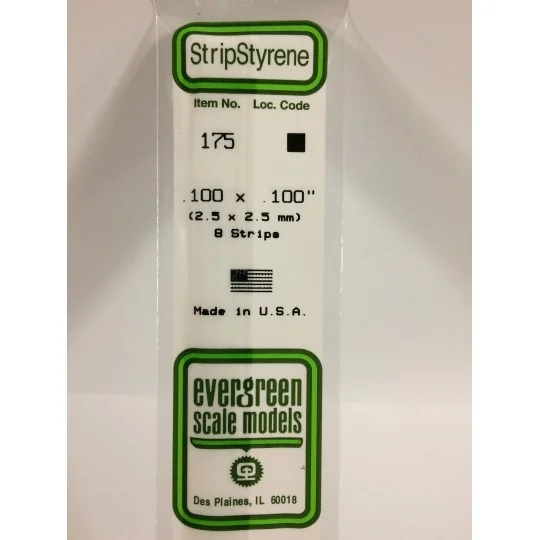 StripStyrene
Item No. Loc. Code
175
.100 x .100"
(2.5 x 2.5 mm)
8 Strips
Made in U.S.A.
evergreen
scale models
Des Plaines, IL 60018